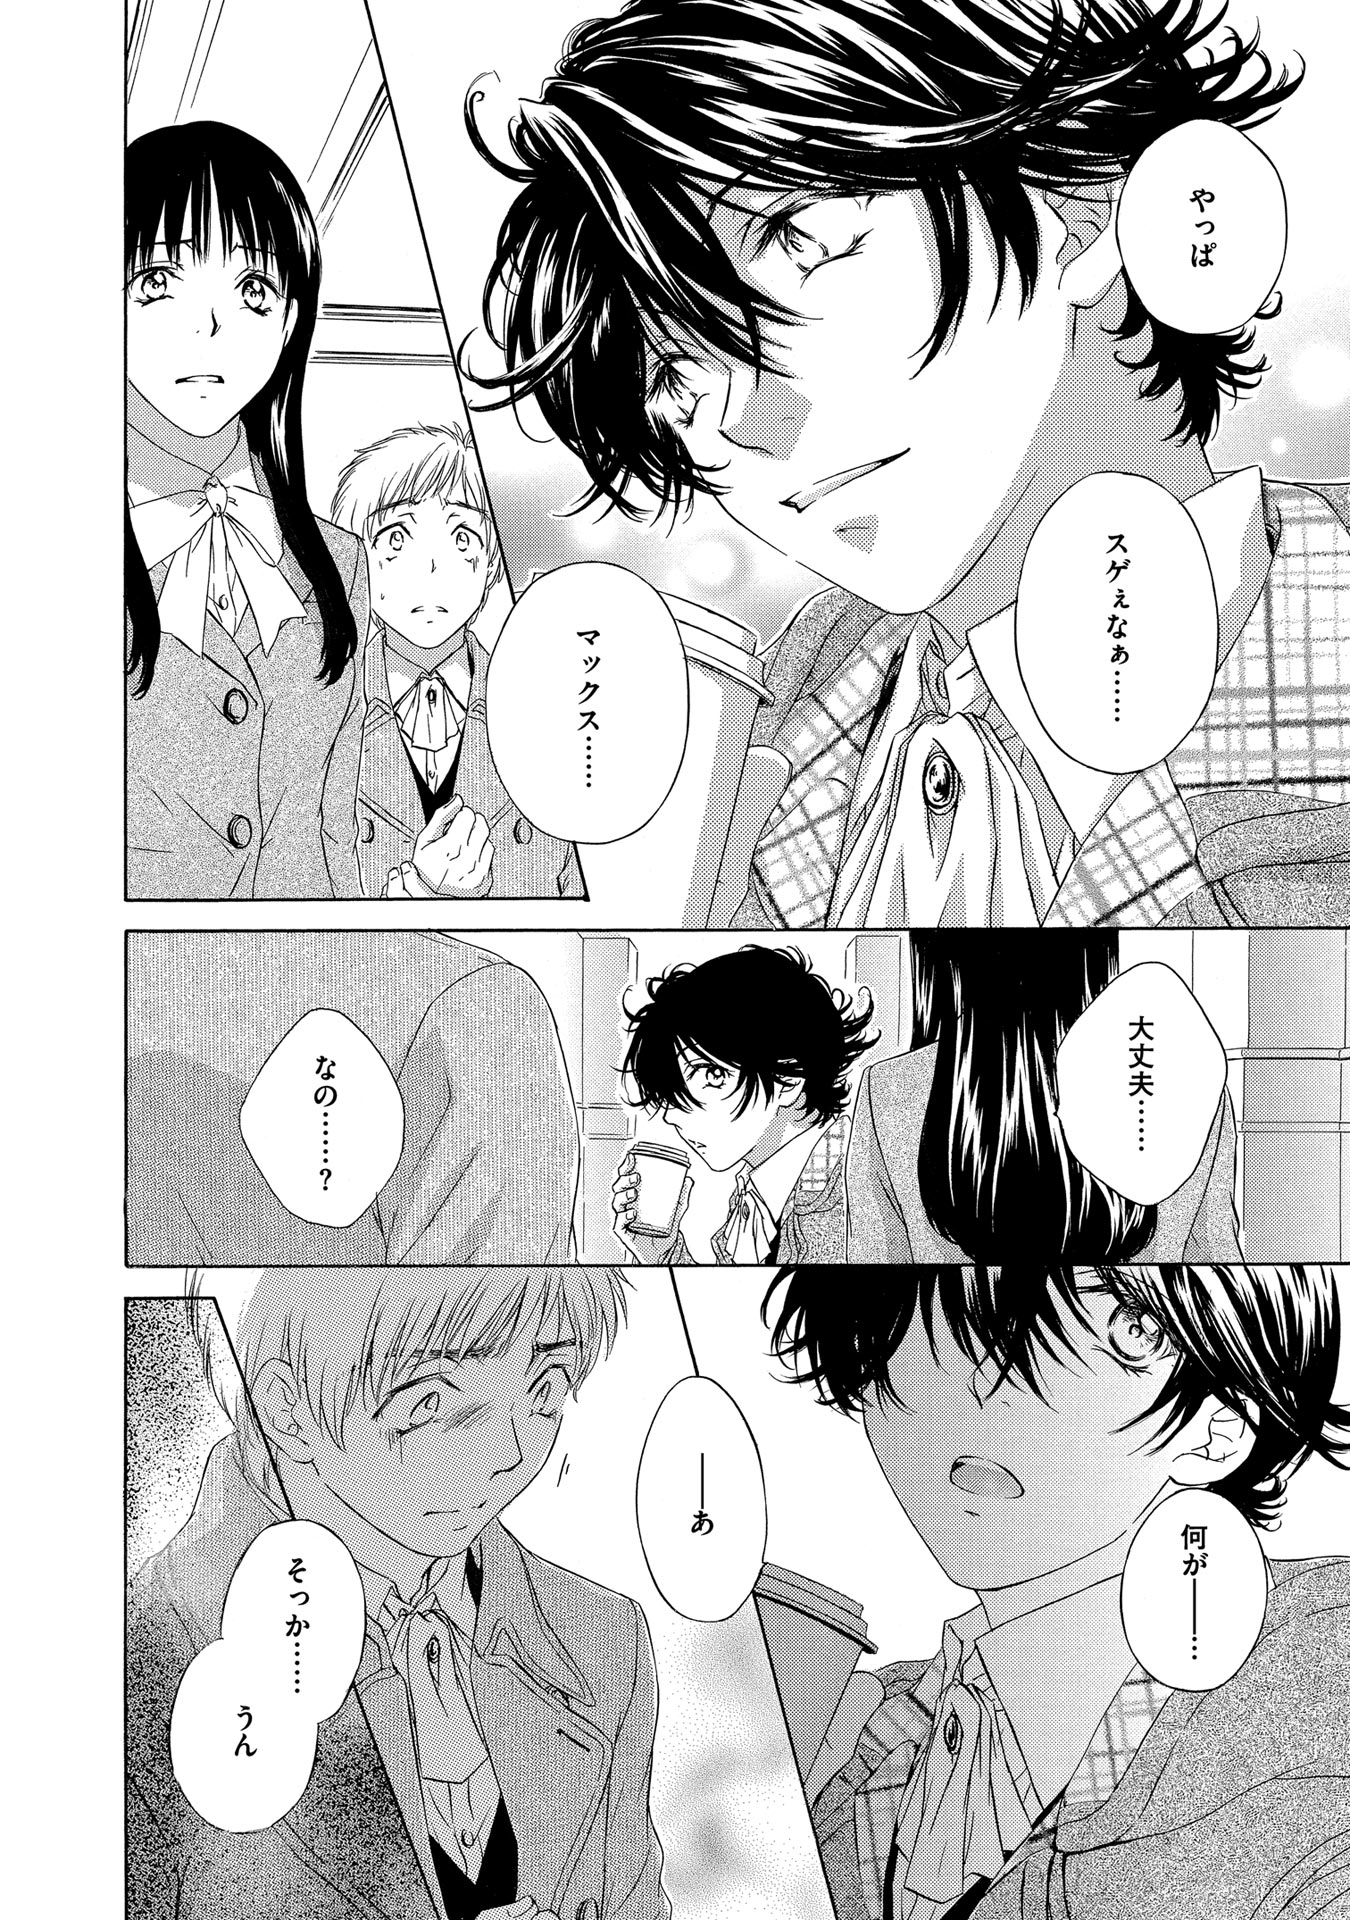 やっぱ
スゲぇなぁ……
マックス……
大丈夫……
なの……？
何が――…
――あ
そっか……
うん